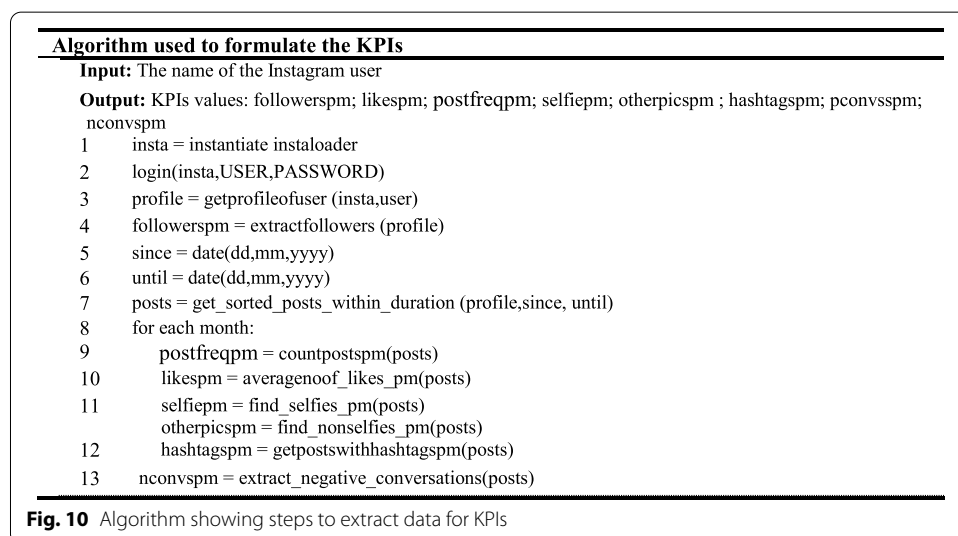 Algorithm used to formulate the KPIs
Input: The name of the Instagram user
Output: KPIs values: followerspm; likespm; postfreqpm; selfiepm; otherpicspm ; hashtagspm; pconvsspm;
nconvspm
1 insta = instantiate instaloader
2 login(insta,USER,PASSWORD)
3 profile = getprofileofuser (insta,user)
4 followerspm = extractfollowers (profile)
5 since = date(dd,mm,yyyy)
6 until = date(dd,mm,yyyy)
7 posts = get_sorted_posts_within_duration (profile,since, until)
8 for each month:
9 postfreqpm = countpostspm(posts)
10 likespm = averagenoof_likes_pm(posts)
11 selfiepm = find_selfies_pm(posts)
otherpicspm = find_nonselfies_pm(posts)
12 hashtagspm = getpostswithhashtagspm(posts)
13 nconvspm = extract_negative_conversations(posts)
Fig. 10 Algorithm showing steps to extract data for KPIs